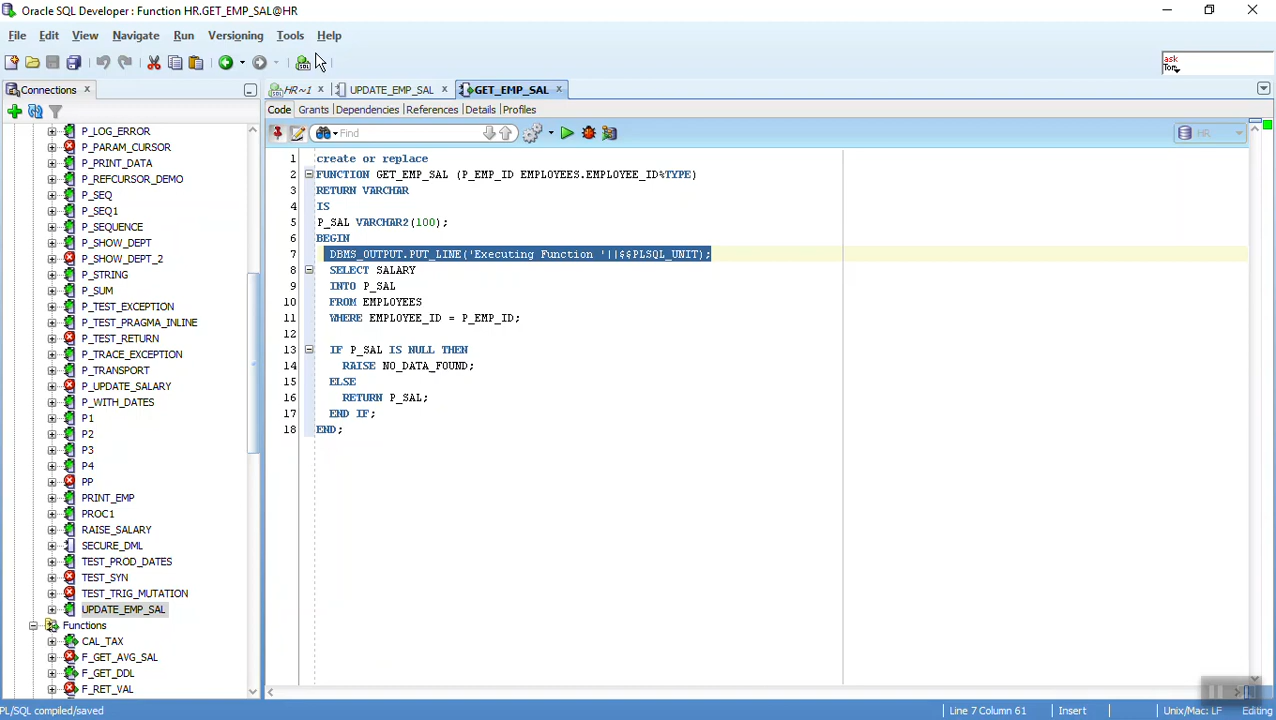 Oracle SQL Developer : Function HR.GET_EMP_SAL@HR
File Edit View Navigate Run Versioning Tools Help
ask
Tom
Connections
HR~1 UPDATE_EMP_SAL GET_EMP_SAL
Code Grants Dependencies References Details Profiles
Find
HR
P_LOG_ERROR
P_PARAM_CURSOR
P_PRINT_DATA
P_REFCURSOR_DEMO
P_SEQ
P_SEQ1
P_SEQUENCE
P_SHOW_DEPT
P_SHOW_DEPT_2
P_STRING
P_SUM
P_TEST_EXCEPTION
P_TEST_PRAGMA_INLINE
P_TEST_RETURN
P_TRACE_EXCEPTION
P_TRANSPORT
P_UPDATE_SALARY
P_WITH_DATES
P1
P2
P3
P4
PP
PRINT_EMP
PROC1
RAISE_SALARY
SECURE_DML
TEST_PROD_DATES
TEST_SYN
TEST_TRIG_MUTATION
UPDATE_EMP_SAL
Functions
CAL_TAX
F_GET_AVG_SAL
F_GET_DDL
F_RET_VAL
1 create or replace
2 FUNCTION GET_EMP_SAL (P_EMP_ID EMPLOYEES.EMPLOYEE_ID%TYPE)
3 RETURN VARCHAR
4 IS
5 P_SAL VARCHAR2(100);
6 BEGIN
7 DBMS_OUTPUT.PUT_LINE('Executing Function '||$$PLSQL_UNIT);
8 SELECT SALARY
9 INTO P_SAL
10 FROM EMPLOYEES
11 WHERE EMPLOYEE_ID = P_EMP_ID;
12
13 IF P_SAL IS NULL THEN
14 RAISE NO_DATA_FOUND;
15 ELSE
16 RETURN P_SAL;
17 END IF;
18 END;
PL/SQL compiled/saved
Line 7 Column 61 Insert Unix/Mac: LF Editing